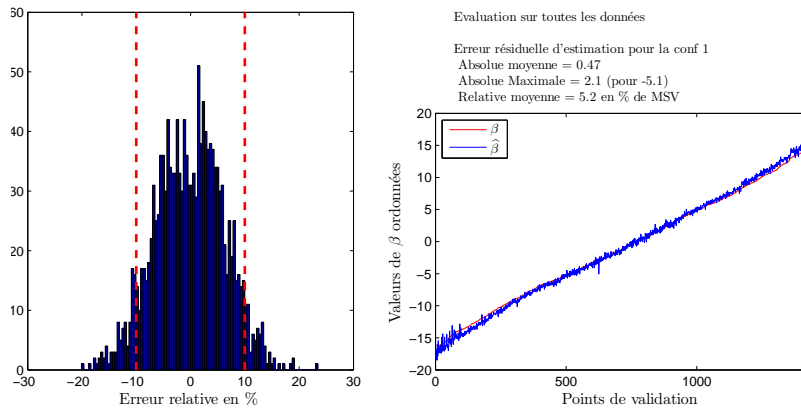 60
50
40
30
20
10
0
−30 −20 −10 0 10 20 30
Erreur relative en %
Evaluation sur toutes les données
Erreur résiduelle d'estimation pour la conf 1
Absolue moyenne = 0.47
Absolue Maximale = 2.1 (pour -5.1)
Relative moyenne = 5.2 en % de MSV
20
15
10
5
0
−5
−10
−15
−20
Valeurs de β ordonnées
β
β̂
0 500 1000
Points de validation